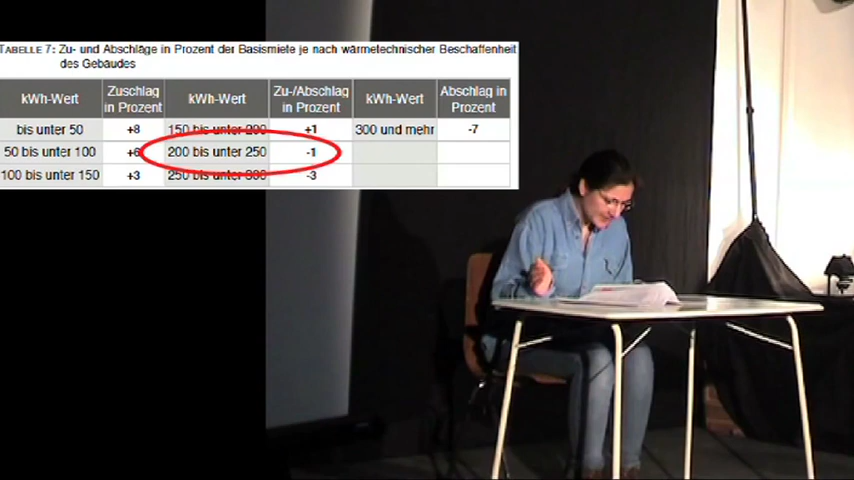 TABELLE 7: Zu- und Abschläge in Prozent der Basismiete je nach wärmetechnischer Beschaffenheit
des Gebäudes
kWh-Wert Zuschlag in Prozent kWh-Wert Zu-/Abschlag in Prozent kWh-Wert Abschlag in Prozent
bis unter 50 +8 150 bis unter 200 +1 300 und mehr -7
50 bis unter 100 +6 200 bis unter 250 -1
100 bis unter 150 +3 250 bis unter 300 -3